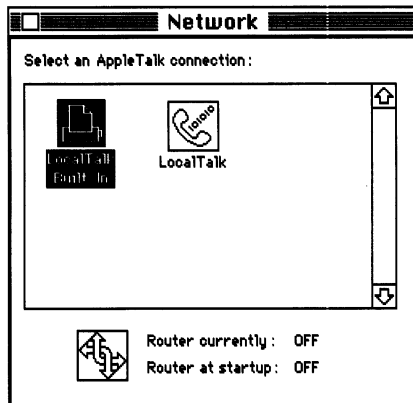 Network
Select an AppleTalk connection:
LocalTalk
Built In
LocalTalk
Router currently: OFF
Router at startup: OFF